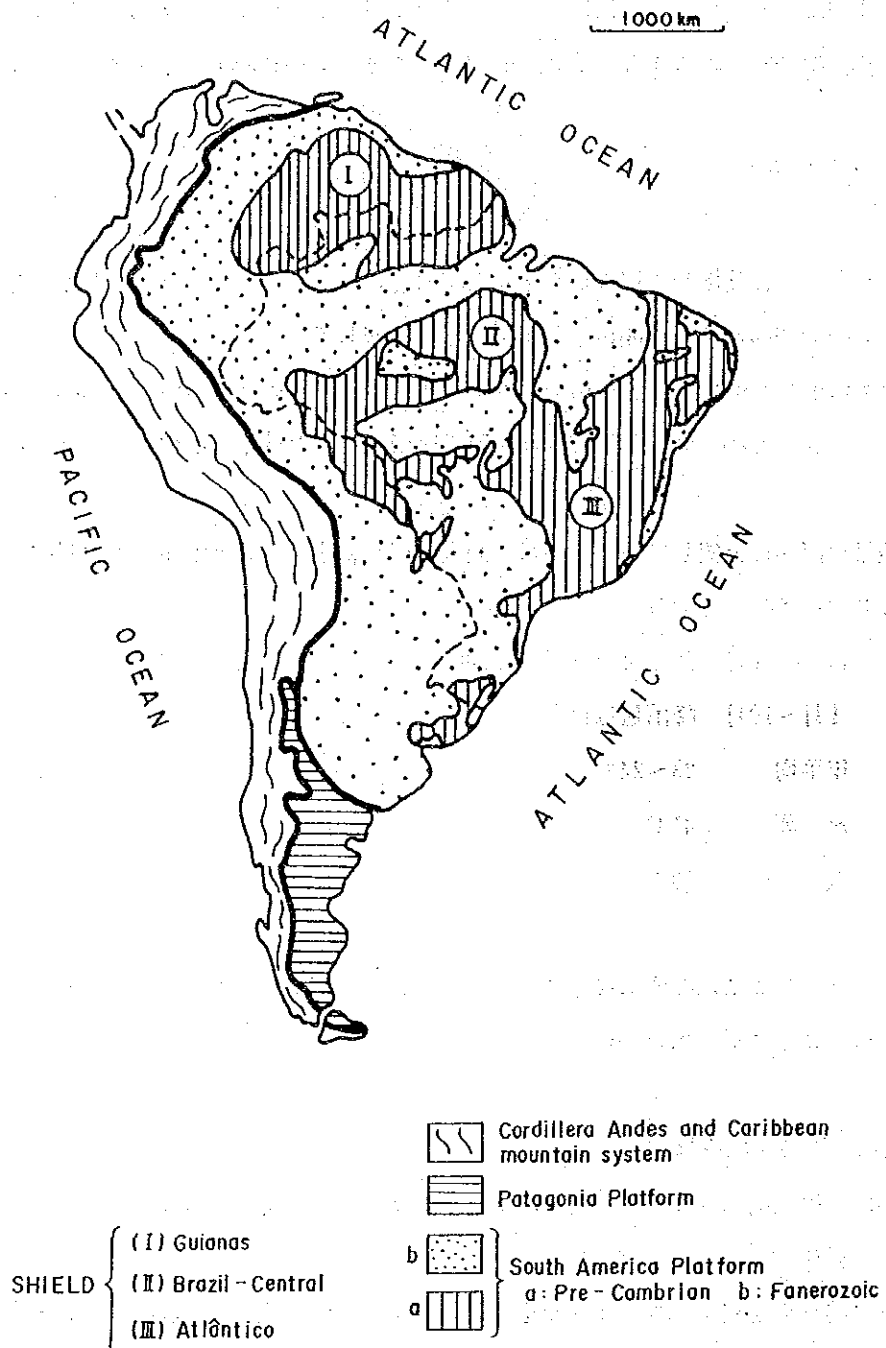 1000 km
ATLANTIC OCEAN
I
II
III
PACIFIC OCEAN
ATLANTIC OCEAN
Cordillera Andes and Caribbean
mountain system
Patagonia Platform
b
a
South America Platform
a : Pre - Cambrian b : Fanerozoic
SHIELD
(I) Guianas
(II) Brazil - Central
(III) Atlântico